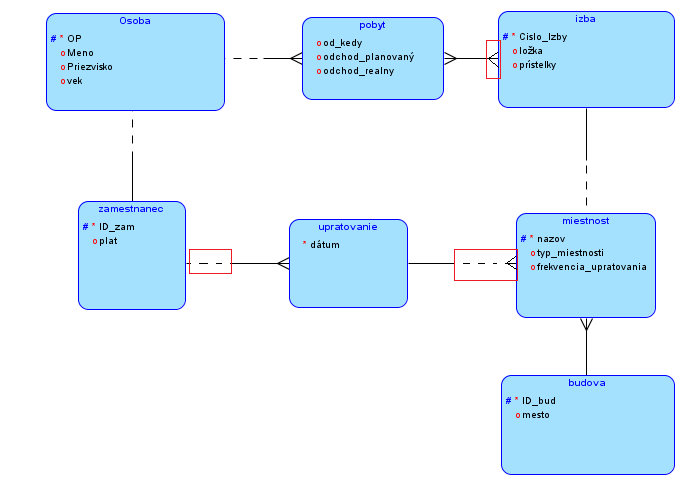 Osoba
# * OP
o Meno
o Priezvisko
o vek
pobyt
o od_kedy
o odchod_planovaný
o odchod_realny
izba
# * Cislo_Izby
o ložka
o prístelky
zamestnanec
# * ID_zam
o plat
upratovanie
* dátum
miestnost
# * nazov
o typ_miestnosti
o frekvencia_upratovania
budova
# * ID_bud
o mesto